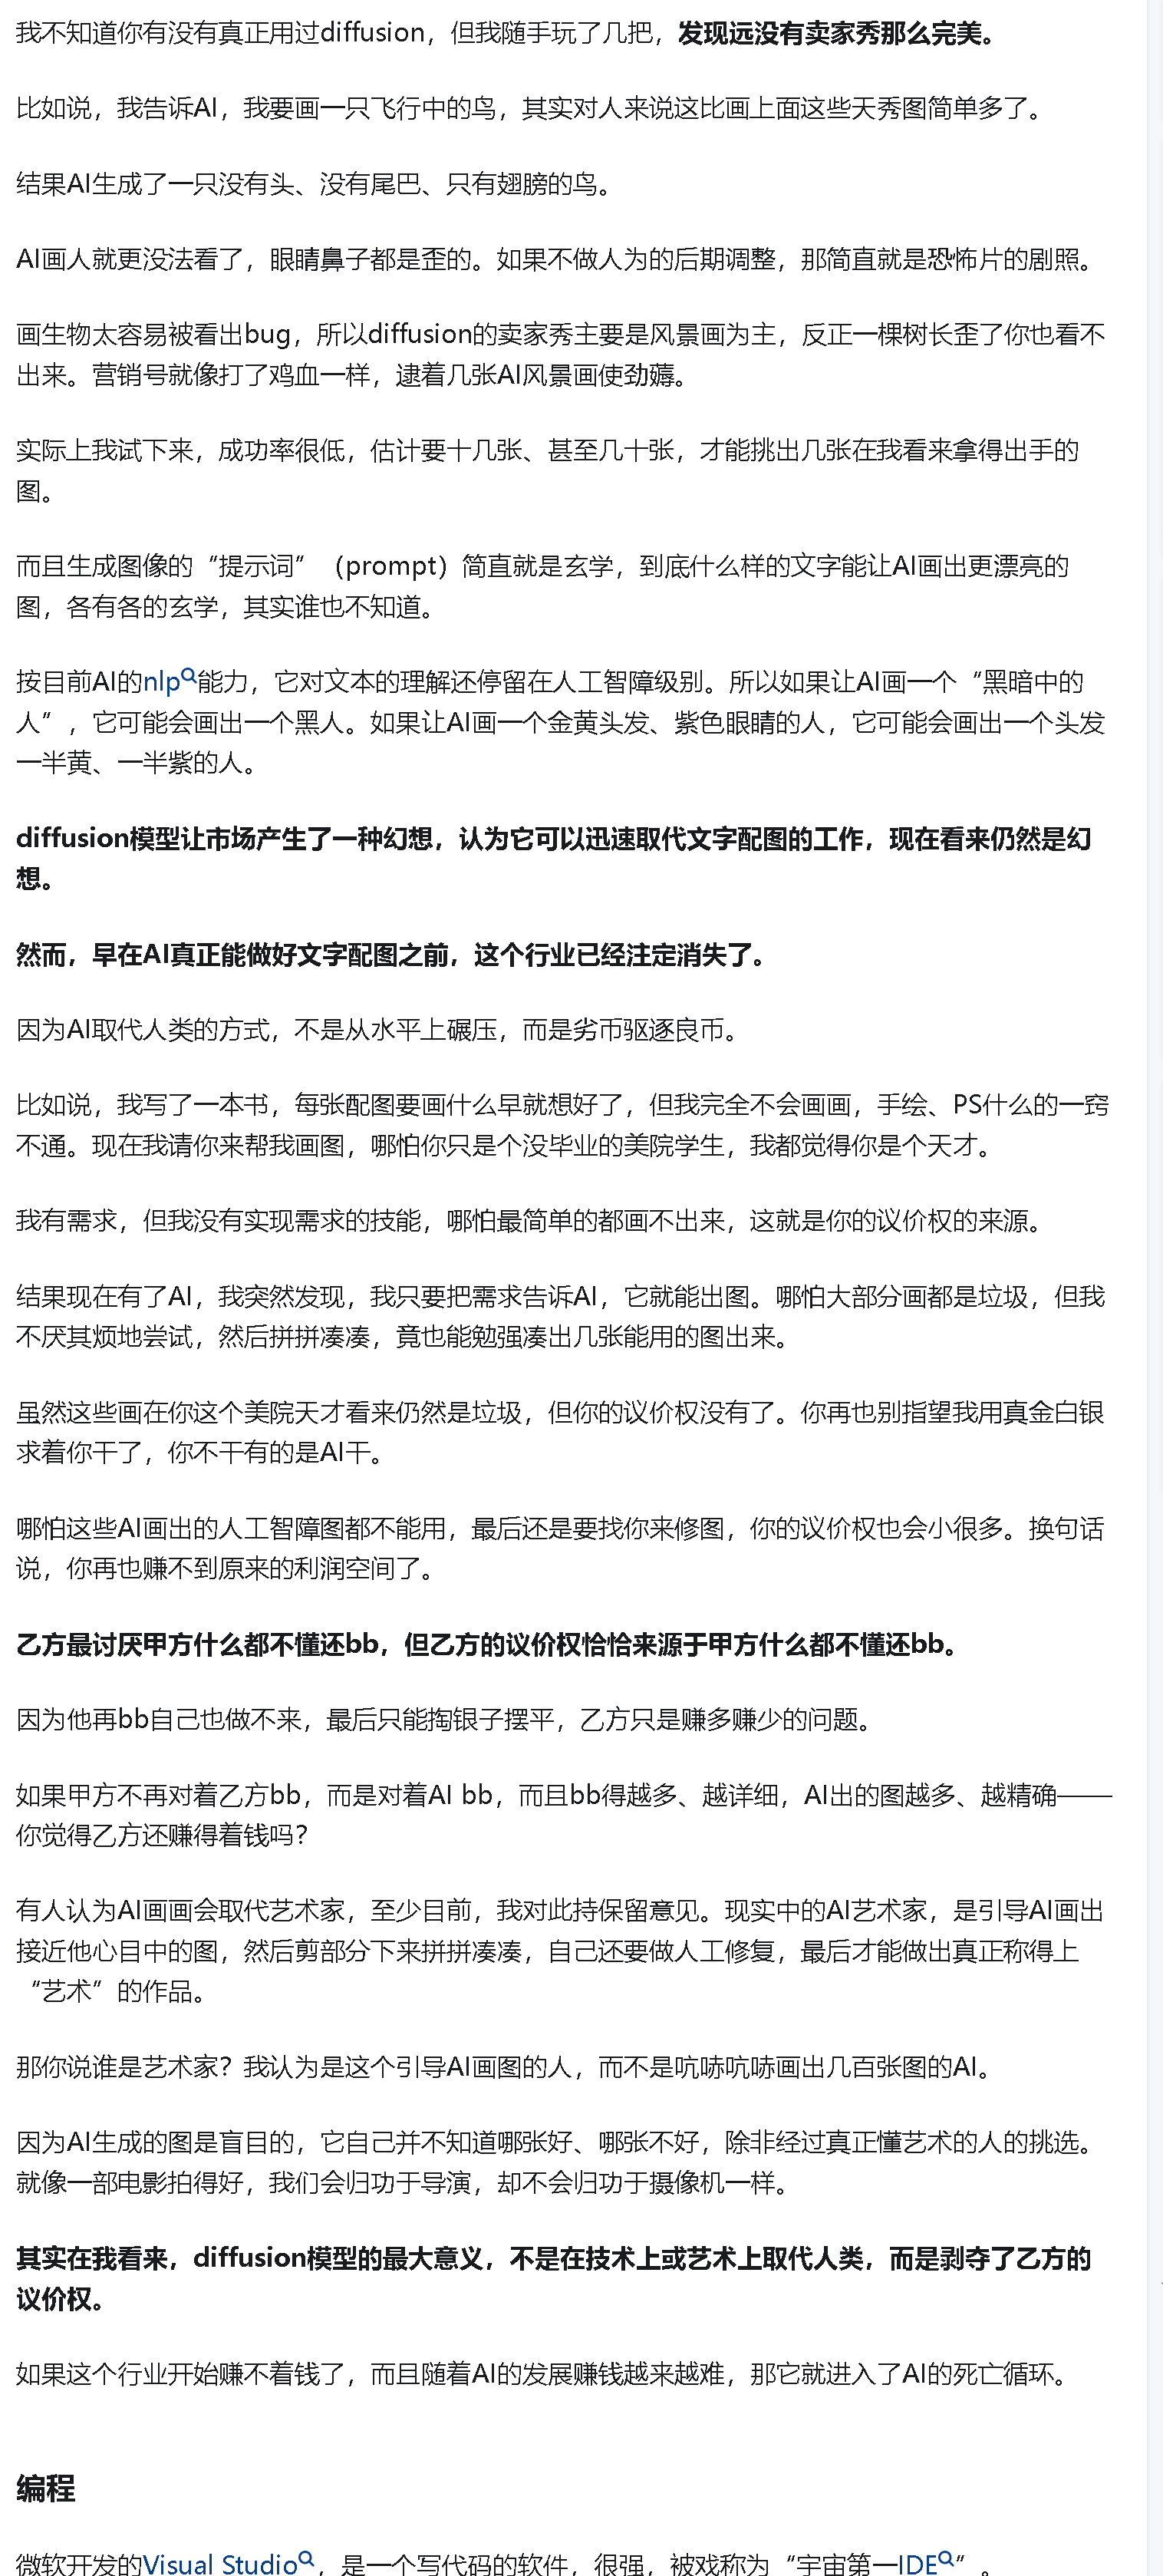 我不知道你有没有真正用过diffusion，但我随手玩了几把，发现远没有卖家秀那么完美。
比如说，我告诉AI，我要画一只飞行中的鸟，其实对人来说这比画上面这些天秀图简单多了。
结果AI生成了一只没有头、没有尾巴、只有翅膀的鸟。
AI画人就更没法看了，眼睛鼻子都是歪的。如果不做人为的后期调整，那简直就是恐怖片的剧照。
画生物太容易被看出bug，所以diffusion的卖家秀主要是风景画为主，反正一棵树长歪了你也看不
出来。营销号就像打了鸡血一样，逮着几张AI风景画使劲薅。
实际上我试下来，成功率很低，估计要十几张、甚至几十张，才能挑出几张在我看来拿得出手的
图。
而且生成图像的“提示词”（prompt）简直就是玄学，到底什么样的文字能让AI画出更漂亮的
图，各有各的玄学，其实谁也不知道。
按目前AI的nlp能力，它对文本的理解还停留在人工智障级别。所以如果让AI画一个“黑暗中的
人”，它可能会画出一个黑人。如果让AI画一个金黄头发、紫色眼睛的人，它可能会画出一个头发
一半黄、一半紫的人。
diffusion模型让市场产生了一种幻想，认为它可以迅速取代文字配图的工作，现在看来仍然是幻
想。
然而，早在AI真正能做好文字配图之前，这个行业已经注定消失了。
因为AI取代人类的方式，不是从水平上碾压，而是劣币驱逐良币。
比如说，我写了一本书，每张配图要画什么早就想好了，但我完全不会画画，手绘、PS什么的一窍
不通。现在我请你来帮我画图，哪怕你只是个没毕业的美院学生，我都觉得你是个天才。
我有需求，但我没有实现需求的技能，哪怕最简单的都画不出来，这就是你的议价权的来源。
结果现在有了AI，我突然发现，我只要把需求告诉AI，它就能出图。哪怕大部分画都是垃圾，但我
不厌其烦地尝试，然后拼拼凑凑，竟也能勉强凑出几张能用的图出来。
虽然这些画在你这个美院天才看来仍然是垃圾，但你的议价权没有了。你再也别指望我用真金白银
求着你干了，你不干有的是AI干。
哪怕这些AI画出的人工智障图都不能用，最后还是要找你来修图，你的议价权也会小很多。换句话
说，你再也赚不到原来的利润空间了。
乙方最讨厌甲方什么都不懂还bb，但乙方的议价权恰恰来源于甲方什么都不懂还bb。
因为他再bb自己也做不来，最后只能掏银子摆平，乙方只是赚多赚少的问题。
如果甲方不再对着乙方bb，而是对着AI bb，而且bb得越多、越详细，AI出的图越多、越精确——
你觉得乙方还赚得着钱吗？
有人认为AI画画会取代艺术家，至少目前，我对此持保留意见。现实中的AI艺术家，是引导AI画出
接近他心目中的图，然后剪部分下来拼拼凑凑，自己还要做人工修复，最后才能做出真正称得上
“艺术”的作品。
那你说谁是艺术家？我认为是这个引导AI画图的人，而不是吭哧吭哧画出几百张图的AI。
因为AI生成的图是盲目的，它自己并不知道哪张好、哪张不好，除非经过真正懂艺术的人的挑选。
就像一部电影拍得好，我们会归功于导演，却不会归功于摄像机一样。
其实在我看来，diffusion模型的最大意义，不是在技术上或艺术上取代人类，而是剥夺了乙方的
议价权。
如果这个行业开始赚不着钱了，而且随着AI的发展赚钱越来越难，那它就进入了AI的死亡循环。
编程
微软开发的Visual Studio，是一个写代码的软件，很强，被戏称为“宇宙第一IDE”。